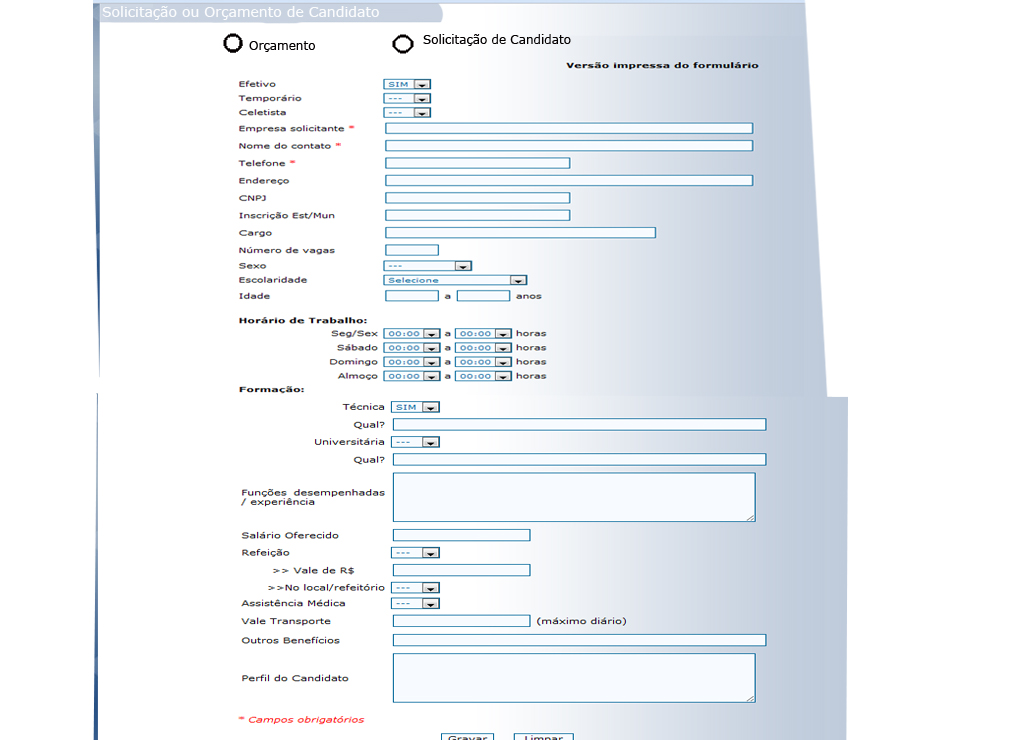 Solicitação ou Orçamento de Candidato
Orçamento
Solicitação de Candidato
Versão impressa do formulário
Efetivo SIM
Temporário ---
Celetista ---
Empresa solicitante *
Nome do contato *
Telefone *
Endereço
CNPJ
Inscrição Est/Mun
Cargo
Número de vagas
Sexo ---
Escolaridade Selecione
Idade a anos
Horário de Trabalho:
Seg/Sex 00:00 a 00:00 horas
Sábado 00:00 a 00:00 horas
Domingo 00:00 a 00:00 horas
Almoço 00:00 a 00:00 horas
Formação:
Técnica SIM
Qual?
Universitária ---
Qual?
Funções desempenhadas
/ experiência
Salário Oferecido
Refeição ---
>> Vale de R$
>>No local/refeitório ---
Assistência Médica ---
Vale Transporte (máximo diário)
Outros Benefícios
Perfil do Candidato
* Campos obrigatórios
Gravar Limpar